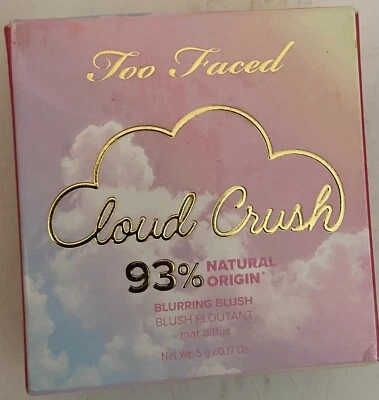 Too Faced
Cloud Crush
93% NATURAL
ORIGIN*
BLURRING BLUSH
BLUSH FLOUTANT
mat diffus
Net Wt. 5 g / 0.17 Oz.